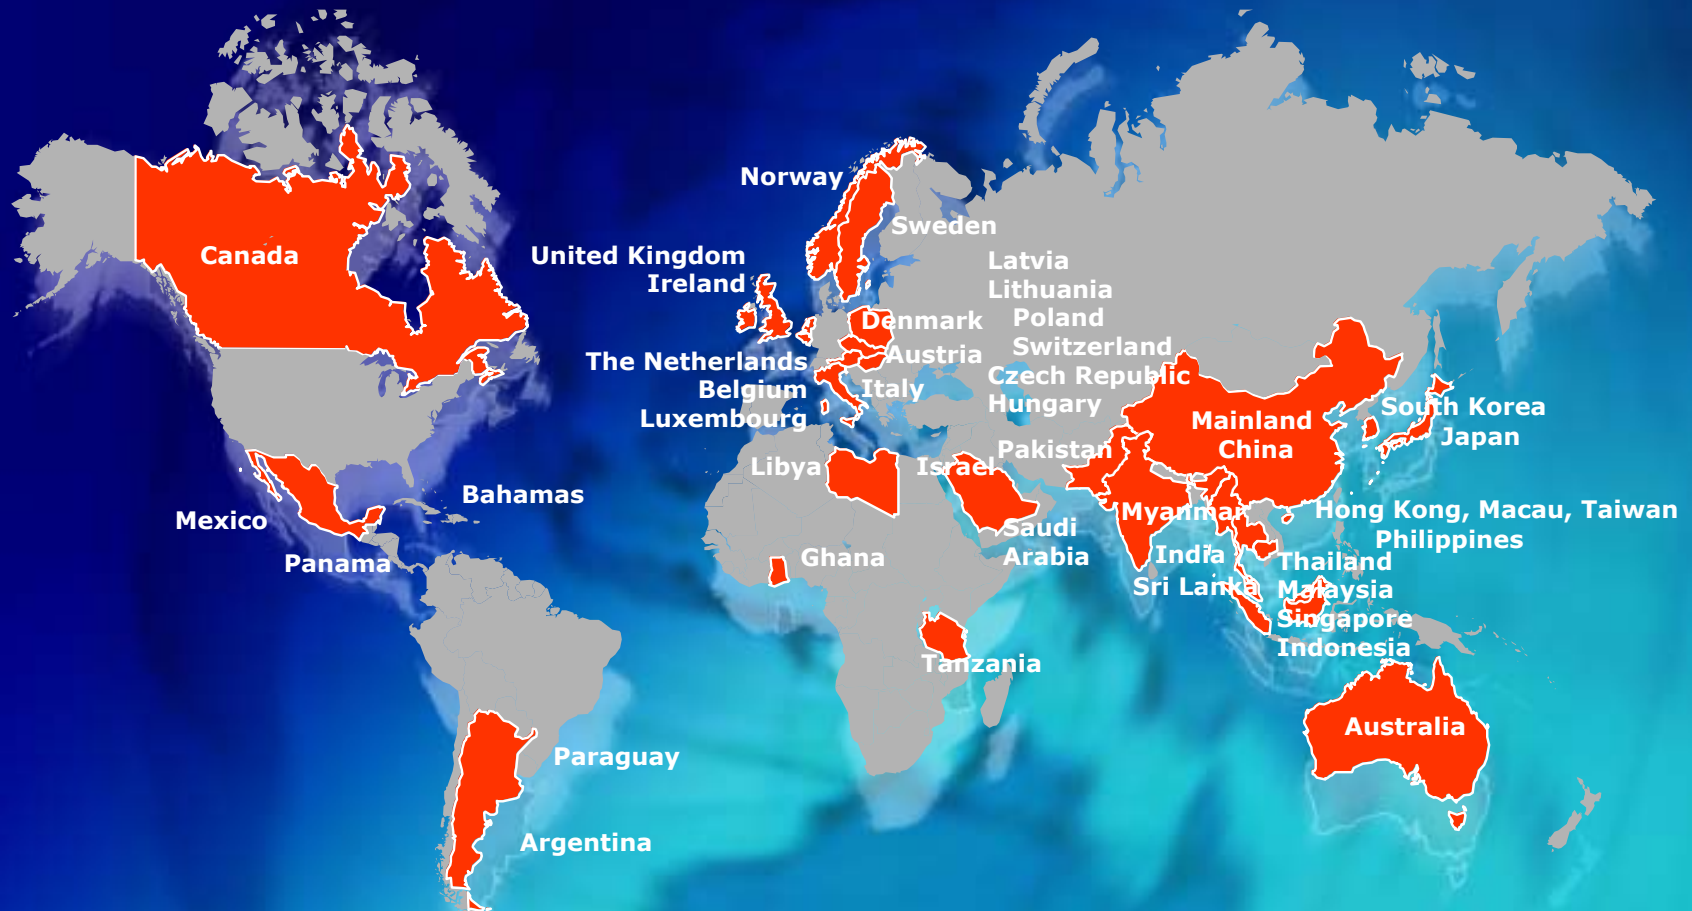 Norway
Sweden
Canada
United Kingdom
Ireland
Latvia
Lithuania
Poland
Switzerland
Czech Republic
Hungary
Denmark
Austria
Italy
The Netherlands
Belgium
Luxembourg
Mainland
China
South Korea
Japan
Pakistan
Libya
Israel
Bahamas
Mexico
Panama
Myanmar
Hong Kong, Macau, Taiwan
Philippines
Saudi
Arabia
Ghana
India
Sri Lanka
Thailand
Malaysia
Singapore
Indonesia
Tanzania
Australia
Paraguay
Argentina